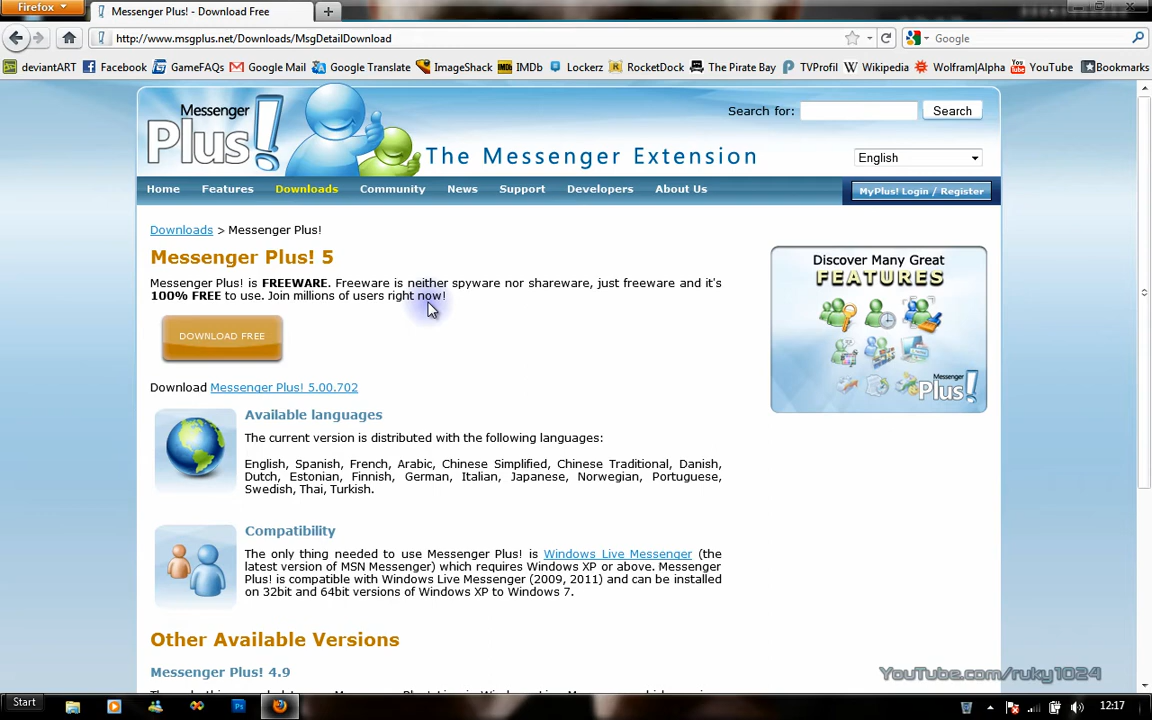 Firefox
Messenger Plus! - Download Free
http://www.msgplus.net/Downloads/MsgDetailDownload
Google
deviantART Facebook GameFAQs Google Mail Google Translate ImageShack IMDb Lockerz RocketDock The Pirate Bay TVProfil Wikipedia Wolfram|Alpha YouTube Bookmarks
Messenger Plus!
Search for: Search
The Messenger Extension
English
Home Features Downloads Community News Support Developers About Us MyPlus! Login / Register
Downloads > Messenger Plus!
Messenger Plus! 5
Messenger Plus! is FREEWARE. Freeware is neither spyware nor shareware, just freeware and it's
100% FREE to use. Join millions of users right now!
DOWNLOAD FREE
Discover Many Great
FEATURES
Messenger Plus!
Download Messenger Plus! 5.00.702
Available languages
The current version is distributed with the following languages:
English, Spanish, French, Arabic, Chinese Simplified, Chinese Traditional, Danish,
Dutch, Estonian, Finnish, German, Italian, Japanese, Norwegian, Portuguese,
Swedish, Thai, Turkish.
Compatibility
The only thing needed to use Messenger Plus! is Windows Live Messenger (the
latest version of MSN Messenger) which requires Windows XP or above. Messenger
Plus! is compatible with Windows Live Messenger (2009, 2011) and can be installed
on 32bit and 64bit versions of Windows XP to Windows 7.
Other Available Versions
Messenger Plus! 4.9
YouTube.com/ruky1024
Start
12:17